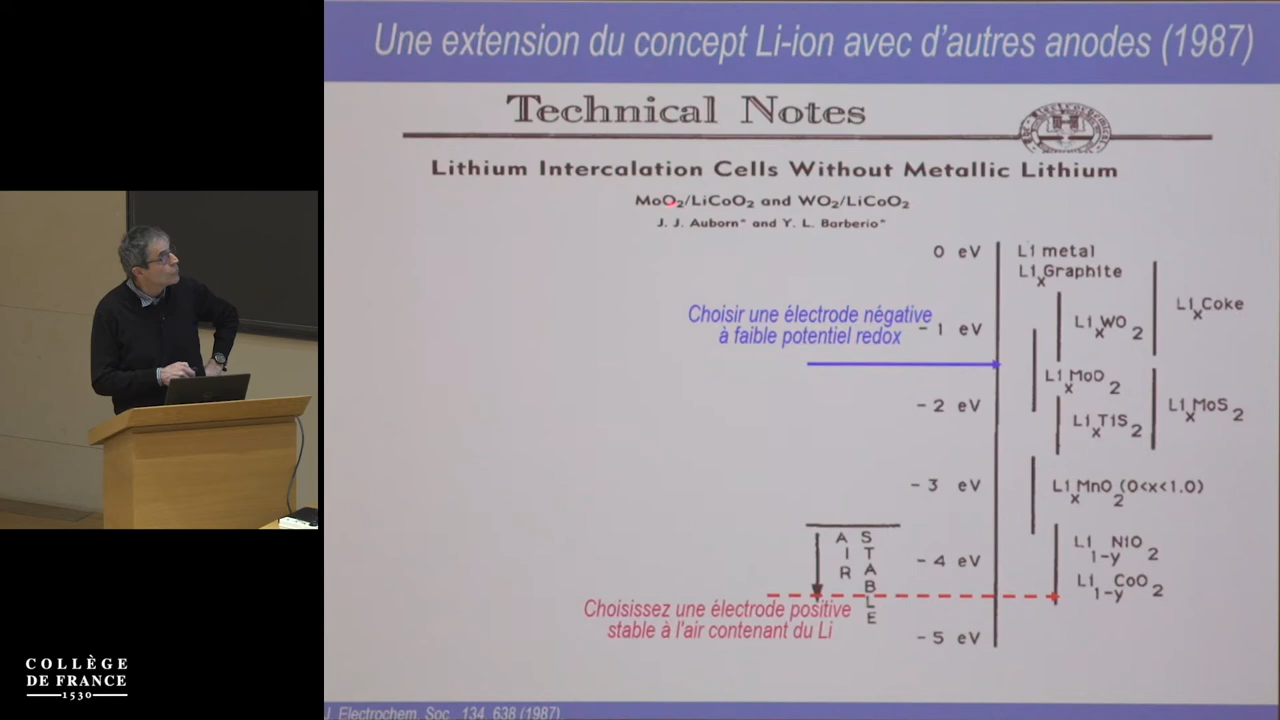 Une extension du concept Li-ion avec d'autres anodes (1987)
Technical Notes
Lithium Intercalation Cells Without Metallic Lithium
MoO2/LiCoO2 and WO2/LiCoO2
J. J. Auborn* and Y. L. Barberio*
0 eV
Li metal
LixGraphite
LixCoke
Choisir une électrode négative
à faible potentiel redox
- 1 eV
LixWO2
LixMoO2
- 2 eV
LixMoS2
LixTiS2
- 3 eV
LixMnO2 (0<x<1.0)
AIR STABLE
- 4 eV
Li1-yNiO2
Li1-yCoO2
Choisissez une électrode positive
stable à l'air contenant du Li
- 5 eV
COLLÈGE
DE FRANCE
1530
J. Electrochem. Soc., 134, 638 (1987).